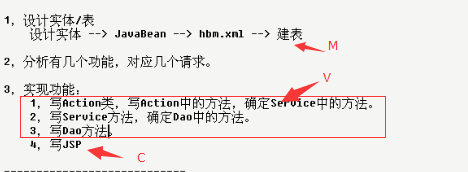 1，设计实体/表
设计实体 --> JavaBean --> hbm.xml --> 建表
M
2，分析有几个功能，对应几个请求。
V
3，实现功能：
1，写Action类，写Action中的方法，确定Service中的方法。
2，写Service方法，确定Dao中的方法。
3，写Dao方法。
4，写JSP
C
----------------------------